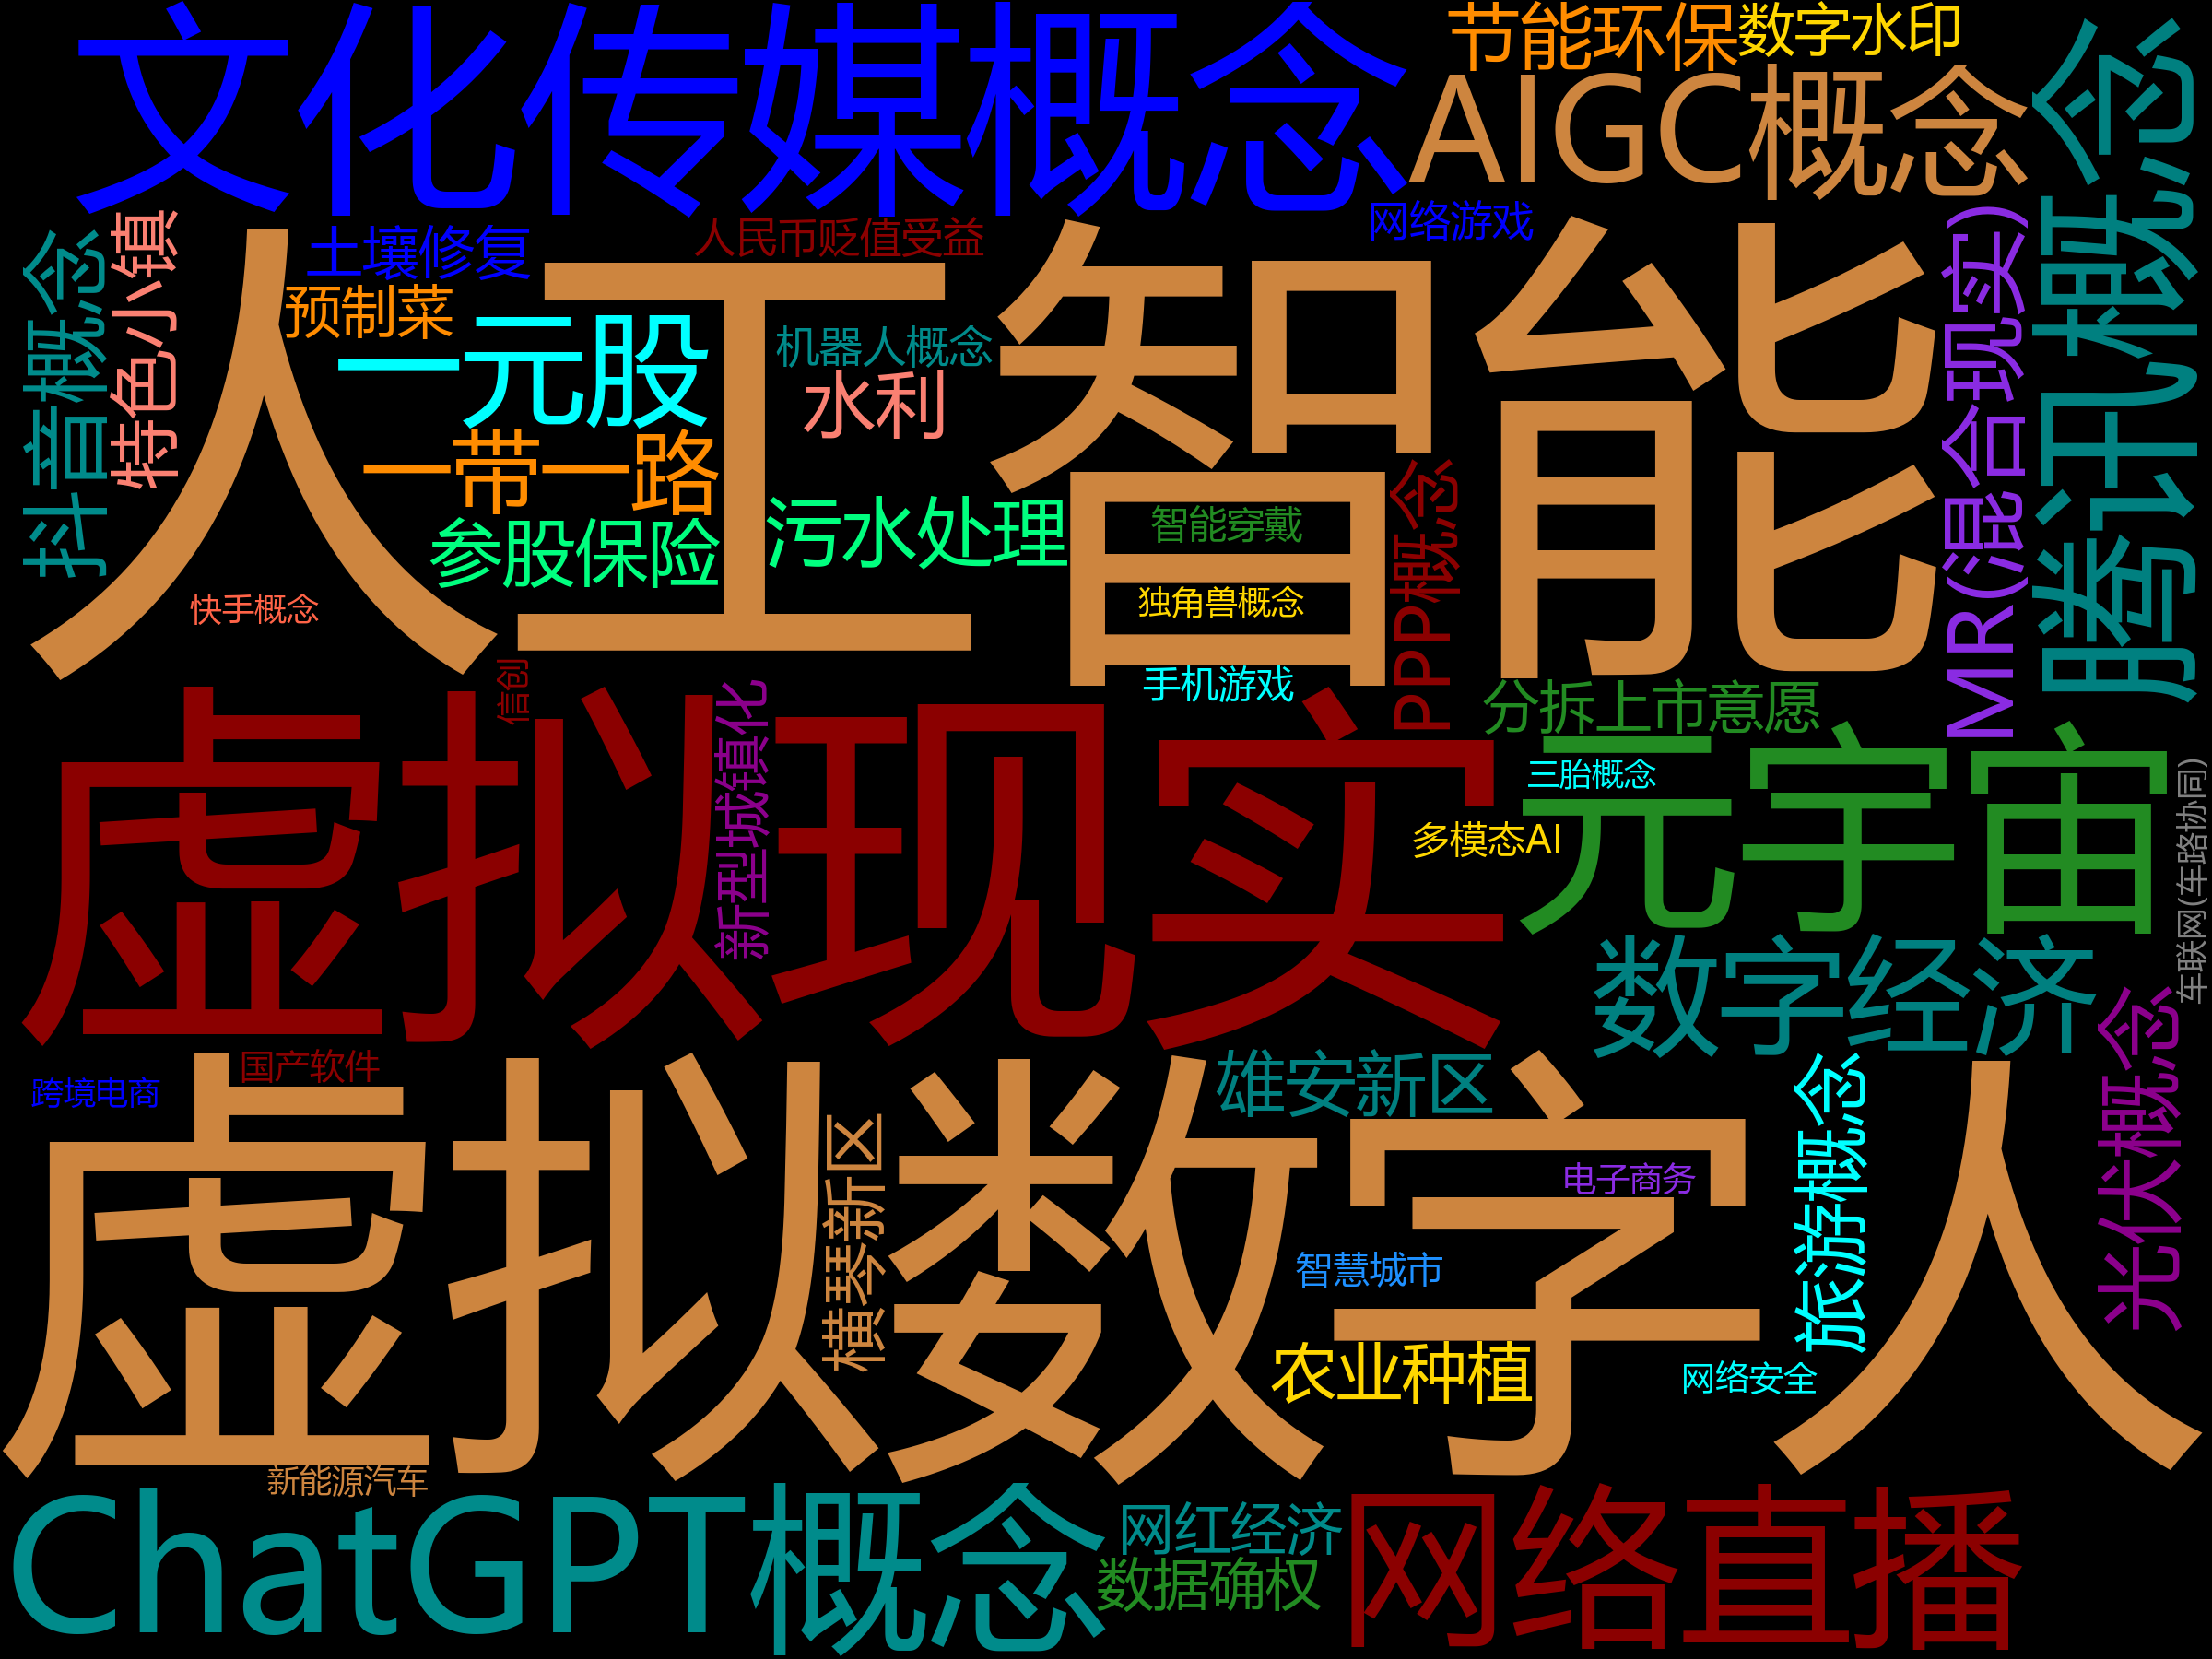 文化传媒概念
节能环保
数字水印
AIGC概念
腾讯概念
抖音概念
特色小镇
土壤修复
人民币贬值受益
网络游戏
人工智能
预制菜
一元股
机器人概念
水利
一带一路
参股保险
污水处理
智能穿戴
独角兽概念
手机游戏
PPP概念
MR(混合现实)
快手概念
信创
虚拟现实
新型城镇化
分拆上市意愿
三胎概念
多模态AI
元宇宙
车联网(车路协同)
数字经济
光伏概念
国产软件
跨境电商
雄安新区
虚拟数字人
横琴新区
电子商务
智慧城市
旅游概念
农业种植
网络安全
新能源汽车
ChatGPT概念
网红经济
数据确权
网络直播